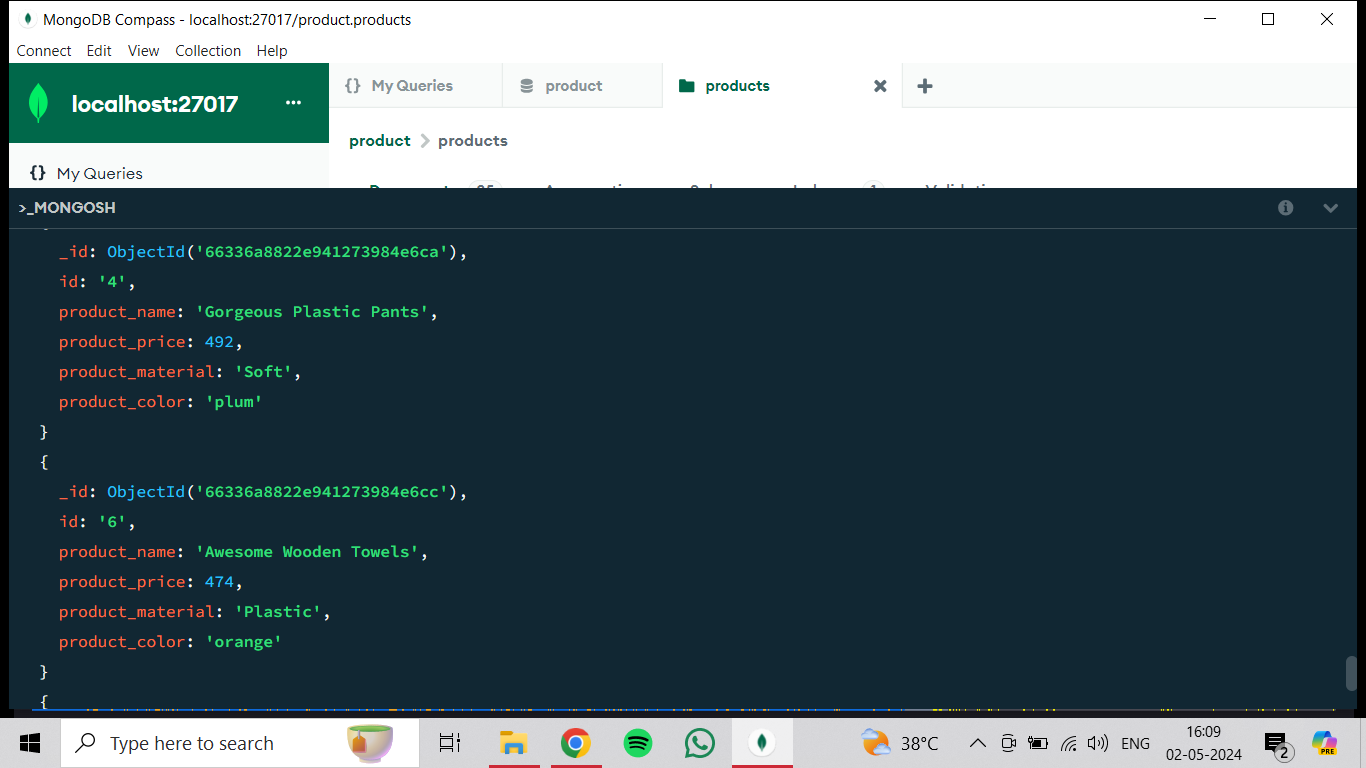 MongoDB Compass - localhost:27017/product.products
Connect Edit View Collection Help
localhost:27017 ...
{} My Queries
product
products
product > products
{} My Queries
>_MONGOSH
_id: ObjectId('66336a8822e941273984e6ca'),
id: '4',
product_name: 'Gorgeous Plastic Pants',
product_price: 492,
product_material: 'Soft',
product_color: 'plum'
}
{
_id: ObjectId('66336a8822e941273984e6cc'),
id: '6',
product_name: 'Awesome Wooden Towels',
product_price: 474,
product_material: 'Plastic',
product_color: 'orange'
}
{
Type here to search
38°C
ENG
16:09
02-05-2024
2
PRE